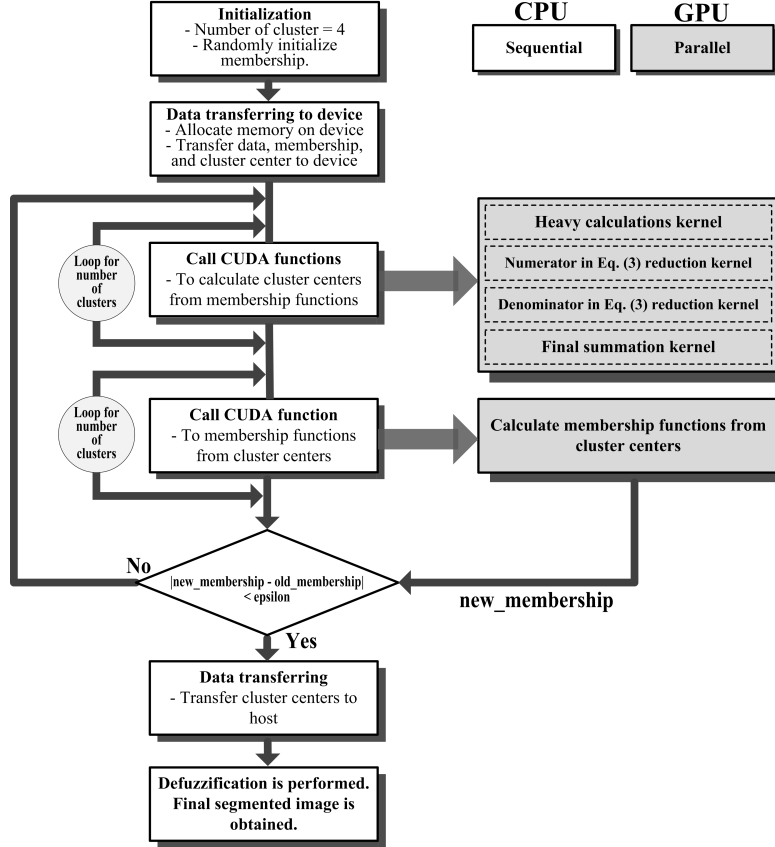 Initialization
- Number of cluster = 4
- Randomly initialize
membership.
CPU
GPU
Sequential
Parallel
Data transferring to device
- Allocate memory on device
- Transfer data, membership,
and cluster center to device
Loop for
number
of
clusters
Call CUDA functions
- To calculate cluster centers
from membership functions
Heavy calculations kernel
Numerator in Eq. (3) reduction kernel
Denominator in Eq. (3) reduction kernel
Final summation kernel
Loop for
number
of
clusters
Call CUDA function
- To membership functions
from cluster centers
Calculate membership functions from
cluster centers
No
|new_membership - old_membership|
< epsilon
new_membership
Yes
Data transferring
- Transfer cluster centers to
host
Defuzzification is performed.
Final segmented image is
obtained.